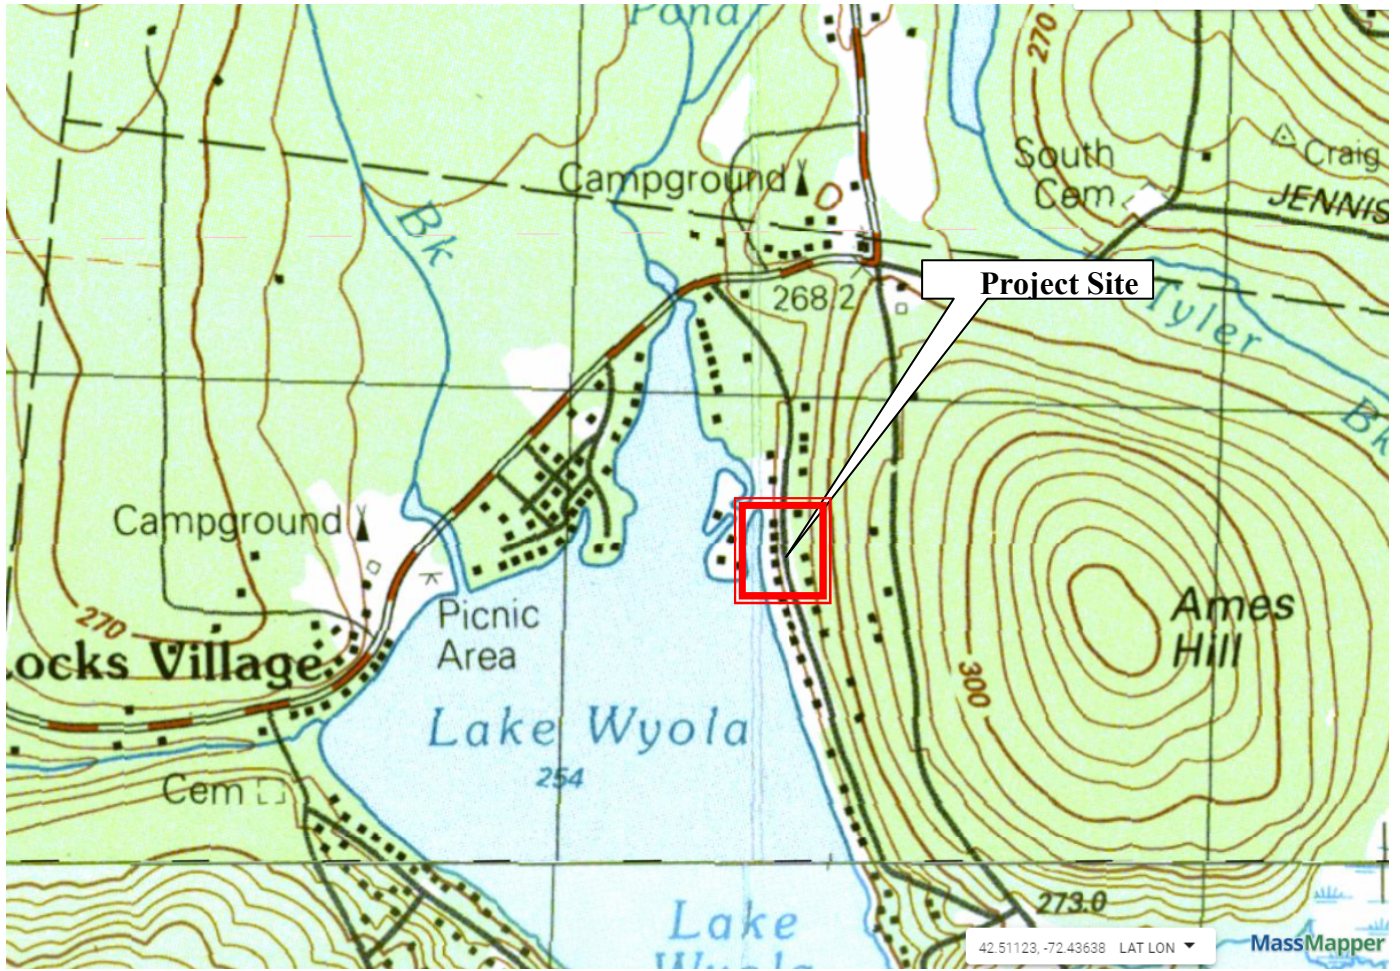 Pond
270
South
Cem
Craig
JENNIS
Campground
Bk
268.2
Project Site
Tyler
Bk
Campground
270
Picnic
Area
ocks Village
Ames
Hill
300
Lake Wyola
254
Cem
273.0
Lake
Wyola
42.51123, -72.43638 LAT LON
MassMapper